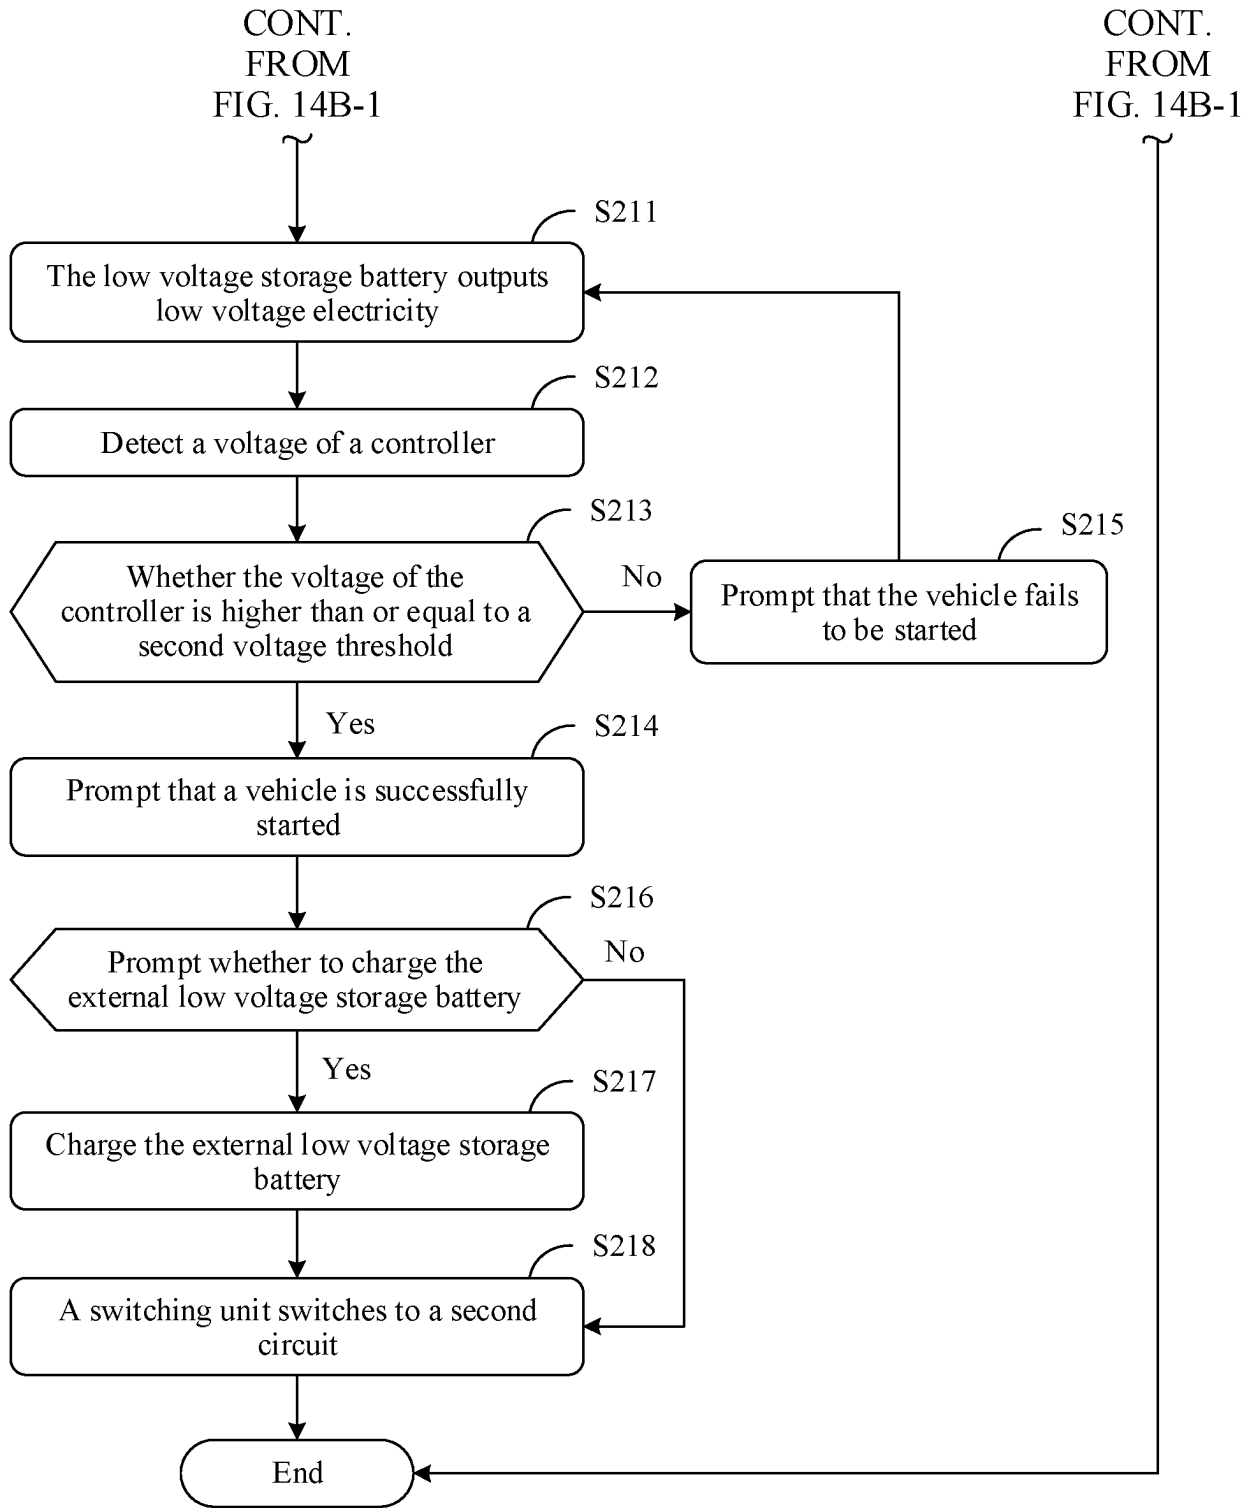 CONT.
FROM
FIG. 14B-1
CONT.
FROM
FIG. 14B-1
S211
The low voltage storage battery outputs
low voltage electricity
S212
Detect a voltage of a controller
S213
Whether the voltage of the
controller is higher than or equal to a
second voltage threshold
No
S215
Prompt that the vehicle fails
to be started
Yes
S214
Prompt that a vehicle is successfully
started
S216
Prompt whether to charge the
external low voltage storage battery
No
Yes
S217
Charge the external low voltage storage
battery
S218
A switching unit switches to a second
circuit
End